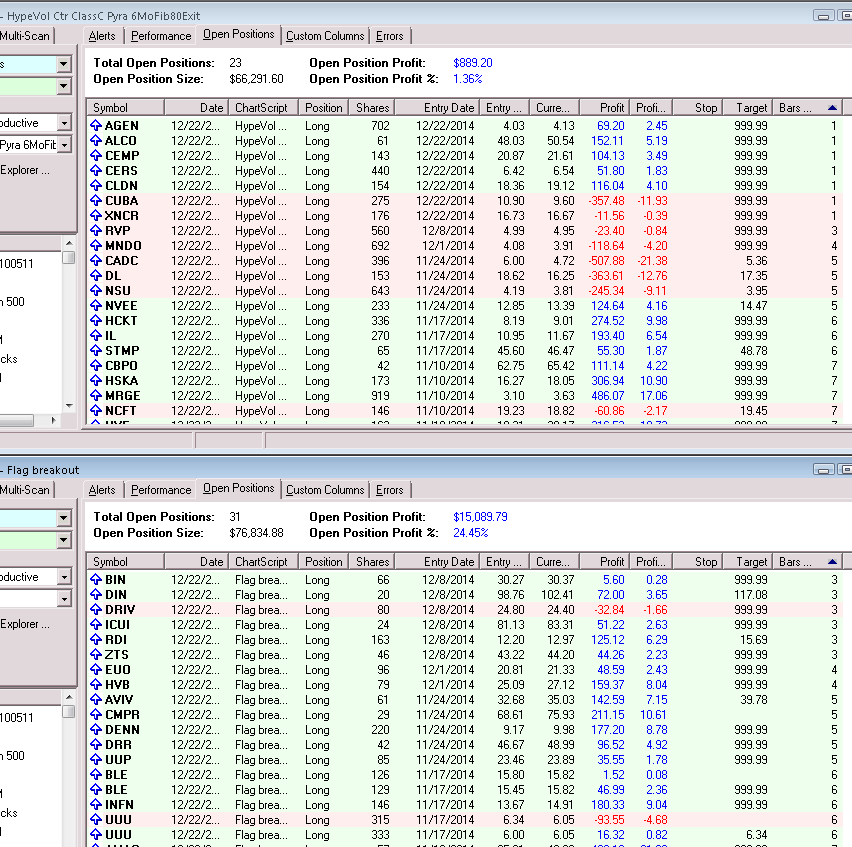 - HypeVol Ctr ClassC Pyra 6MoFib80Exit
Multi-Scan Alerts Performance Open Positions Custom Columns Errors
s
Total Open Positions: 23 Open Position Profit: $889.20
Open Position Size: $66,291.60 Open Position Profit %: 1.36%
Symbol Date ChartScript Position Shares Entry Date Entry ... Curre... Profit Profi... Stop Target Bars ...
oductive AGEN 12/22/2... HypeVol ... Long 702 12/22/2014 4.03 4.13 69.20 2.45 999.99 1
Pyra 6MoFib ALCO 12/22/2... HypeVol ... Long 61 12/22/2014 48.03 50.54 152.11 5.19 999.99 1
CEMP 12/22/2... HypeVol ... Long 143 12/22/2014 20.87 21.61 104.13 3.49 999.99 1
Explorer ... CERS 12/22/2... HypeVol ... Long 440 12/22/2014 6.42 6.54 51.80 1.83 999.99 1
CLDN 12/22/2... HypeVol ... Long 154 12/22/2014 18.36 19.12 116.04 4.10 999.99 1
CUBA 12/22/2... HypeVol ... Long 275 12/22/2014 10.90 9.60 -357.48 -11.93 999.99 1
XNCR 12/22/2... HypeVol ... Long 176 12/22/2014 16.73 16.67 -11.56 -0.39 999.99 1
RVP 12/22/2... HypeVol ... Long 560 12/8/2014 4.99 4.95 -23.40 -0.84 999.99 3
MNDO 12/22/2... HypeVol ... Long 692 12/1/2014 4.08 3.91 -118.64 -4.20 999.99 4
100511 CADC 12/22/2... HypeVol ... Long 396 11/24/2014 6.00 4.72 -507.88 -21.38 5.36 5
DL 12/22/2... HypeVol ... Long 153 11/24/2014 18.62 16.25 -363.61 -12.76 17.35 5
NSU 12/22/2... HypeVol ... Long 643 11/24/2014 4.19 3.81 -245.34 -9.11 3.95 5
n 500 NVEE 12/22/2... HypeVol ... Long 233 11/24/2014 12.85 13.39 124.64 4.16 14.47 5
HCKT 12/22/2... HypeVol ... Long 336 11/17/2014 8.19 9.01 274.52 9.98 999.99 6
IL 12/22/2... HypeVol ... Long 270 11/17/2014 10.95 11.67 193.40 6.54 999.99 6
STMP 12/22/2... HypeVol ... Long 65 11/17/2014 45.60 46.47 55.30 1.87 48.78 6
cks CBPO 12/22/2... HypeVol ... Long 42 11/10/2014 62.75 65.42 111.14 4.22 999.99 7
HSKA 12/22/2... HypeVol ... Long 173 11/10/2014 16.27 18.05 306.94 10.90 999.99 7
MRGE 12/22/2... HypeVol ... Long 919 11/10/2014 3.10 3.63 486.07 17.06 999.99 7
NCFT 12/22/2... HypeVol ... Long 146 11/10/2014 19.23 18.82 -60.86 -2.17 19.45 7
- Flag breakout
Multi-Scan Alerts Performance Open Positions Custom Columns Errors
Total Open Positions: 31 Open Position Profit: $15,089.79
Open Position Size: $76,834.88 Open Position Profit %: 24.45%
Symbol Date ChartScript Position Shares Entry Date Entry ... Curre... Profit Profi... Stop Target Bars ...
oductive BIN 12/22/2... Flag brea... Long 66 12/8/2014 30.27 30.37 5.60 0.28 999.99 3
DIN 12/22/2... Flag brea... Long 20 12/8/2014 98.76 102.41 72.00 3.65 117.08 3
DRIV 12/22/2... Flag brea... Long 80 12/8/2014 24.80 24.40 -32.84 -1.66 999.99 3
Explorer ... ICUI 12/22/2... Flag brea... Long 24 12/8/2014 81.13 83.31 51.22 2.63 999.99 3
RDI 12/22/2... Flag brea... Long 163 12/8/2014 12.20 12.97 125.12 6.29 15.69 3
ZTS 12/22/2... Flag brea... Long 46 12/8/2014 43.22 44.20 44.26 2.23 999.99 3
EUO 12/22/2... Flag brea... Long 96 12/1/2014 20.81 21.33 48.59 2.43 999.99 4
HVB 12/22/2... Flag brea... Long 79 12/1/2014 25.09 27.12 159.37 8.04 999.99 4
AVIV 12/22/2... Flag brea... Long 61 11/24/2014 32.68 35.03 142.59 7.15 39.78 5
100511 CMPR 12/22/2... Flag brea... Long 29 11/24/2014 68.61 75.93 211.15 10.61 5
DENN 12/22/2... Flag brea... Long 220 11/24/2014 9.17 9.98 177.20 8.78 999.99 5
DRR 12/22/2... Flag brea... Long 42 11/24/2014 46.67 48.99 96.52 4.92 999.99 5
n 500 UUP 12/22/2... Flag brea... Long 85 11/24/2014 23.46 23.89 35.55 1.78 999.99 5
BLE 12/22/2... Flag brea... Long 126 11/17/2014 15.80 15.82 1.52 0.08 6
BLE 12/22/2... Flag brea... Long 129 11/17/2014 15.45 15.82 46.99 2.36 999.99 6
INFN 12/22/2... Flag brea... Long 146 11/17/2014 13.67 14.91 180.33 9.04 999.99 6
cks UUU 12/22/2... Flag brea... Long 315 11/17/2014 6.34 6.05 -93.55 -4.68 6
UUU 12/22/2... Flag brea... Long 333 11/17/2014 6.00 6.05 16.32 0.82 6.34 6